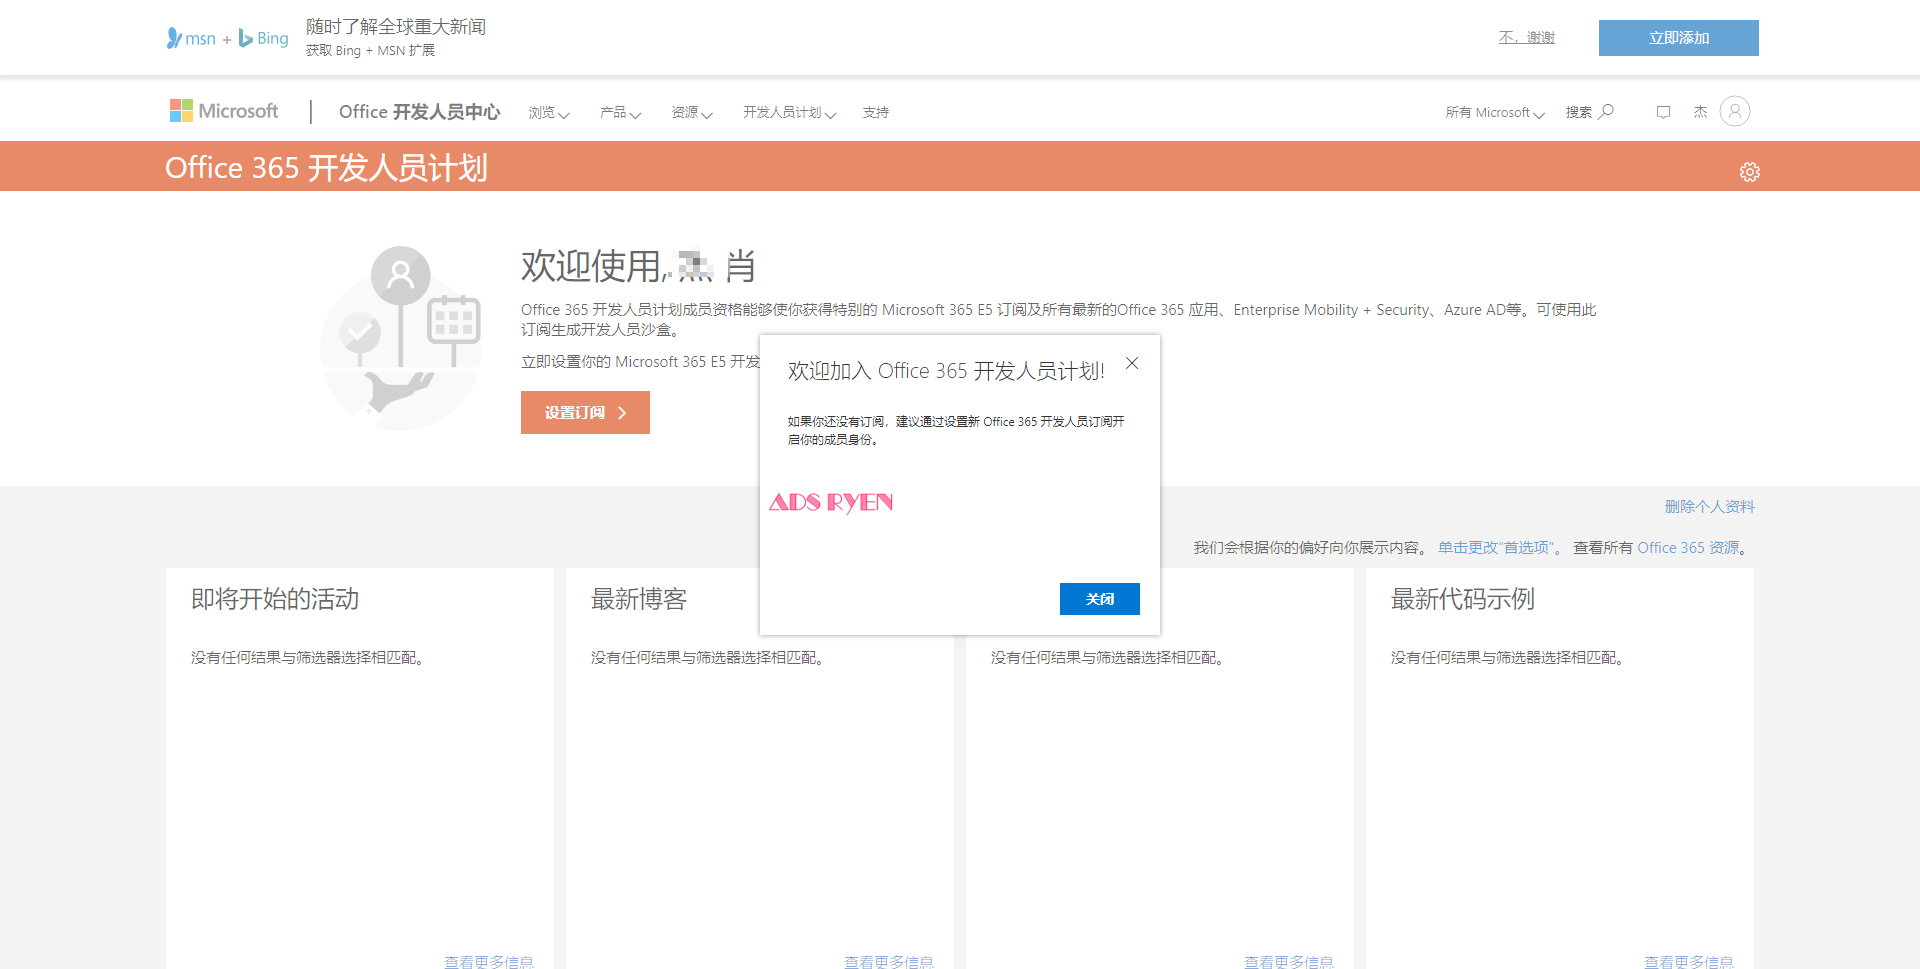 msn + Bing
随时了解全球重大新闻
获取 Bing + MSN 扩展
不，谢谢
立即添加
Microsoft
Office 开发人员中心
浏览
产品
资源
开发人员计划
支持
所有 Microsoft
搜索
杰
Office 365 开发人员计划
欢迎使用, 肖
Office 365 开发人员计划成员资格能够使你获得特别的 Microsoft 365 E5 订阅及所有最新的Office 365 应用、Enterprise Mobility + Security、Azure AD等。可使用此
订阅生成开发人员沙盒。
立即设置你的 Microsoft 365 E5 开发
设置订阅
欢迎加入 Office 365 开发人员计划!
如果你还没有订阅，建议通过设置新 Office 365 开发人员订阅开
启你的成员身份。
ADS RYEN
关闭
删除个人资料
我们会根据你的偏好向你展示内容。 单击更改“首选项”。 查看所有 Office 365 资源。
即将开始的活动
没有任何结果与筛选器选择相匹配。
查看更多信息
最新博客
没有任何结果与筛选器选择相匹配。
查看更多信息
没有任何结果与筛选器选择相匹配。
查看更多信息
最新代码示例
没有任何结果与筛选器选择相匹配。
查看更多信息